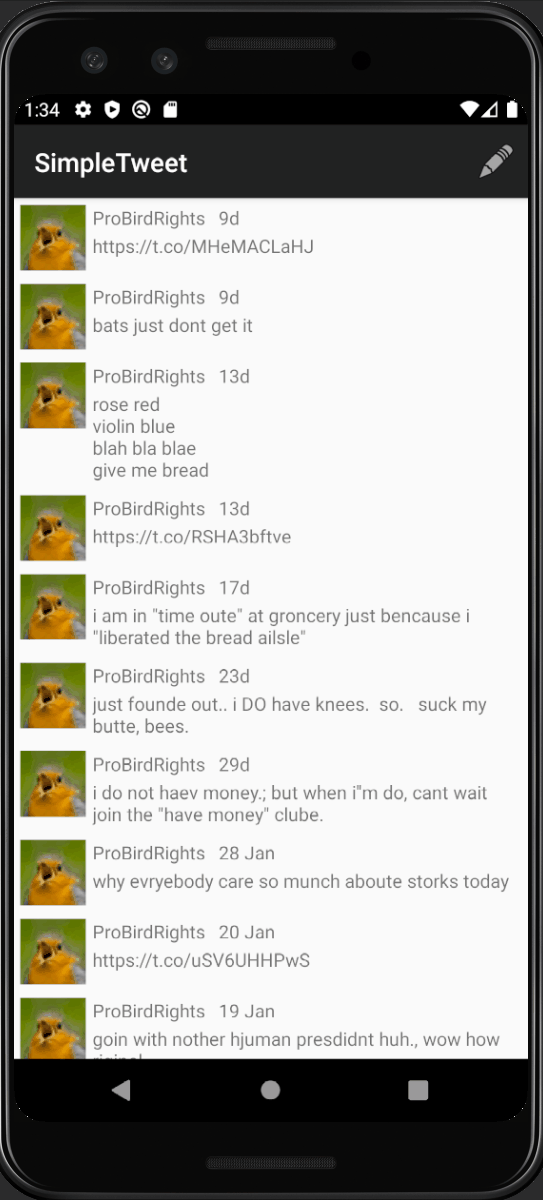 1:34
SimpleTweet
ProBirdRights 9d
https://t.co/MHeMACLaHJ
ProBirdRights 9d
bats just dont get it
ProBirdRights 13d
rose red
violin blue
blah bla blae
give me bread
ProBirdRights 13d
https://t.co/RSHA3bftve
ProBirdRights 17d
i am in "time oute" at groncery just bencause i
"liberated the bread ailsle"
ProBirdRights 23d
just founde out.. i DO have knees.  so.   suck my
butte, bees.
ProBirdRights 29d
i do not haev money.; but when i"m do, cant wait
join the "have money" clube.
ProBirdRights 28 Jan
why evryebody care so munch aboute storks today
ProBirdRights 20 Jan
https://t.co/uSV6UHHPwS
ProBirdRights 19 Jan
goin with nother hjuman presdidnt huh., wow how